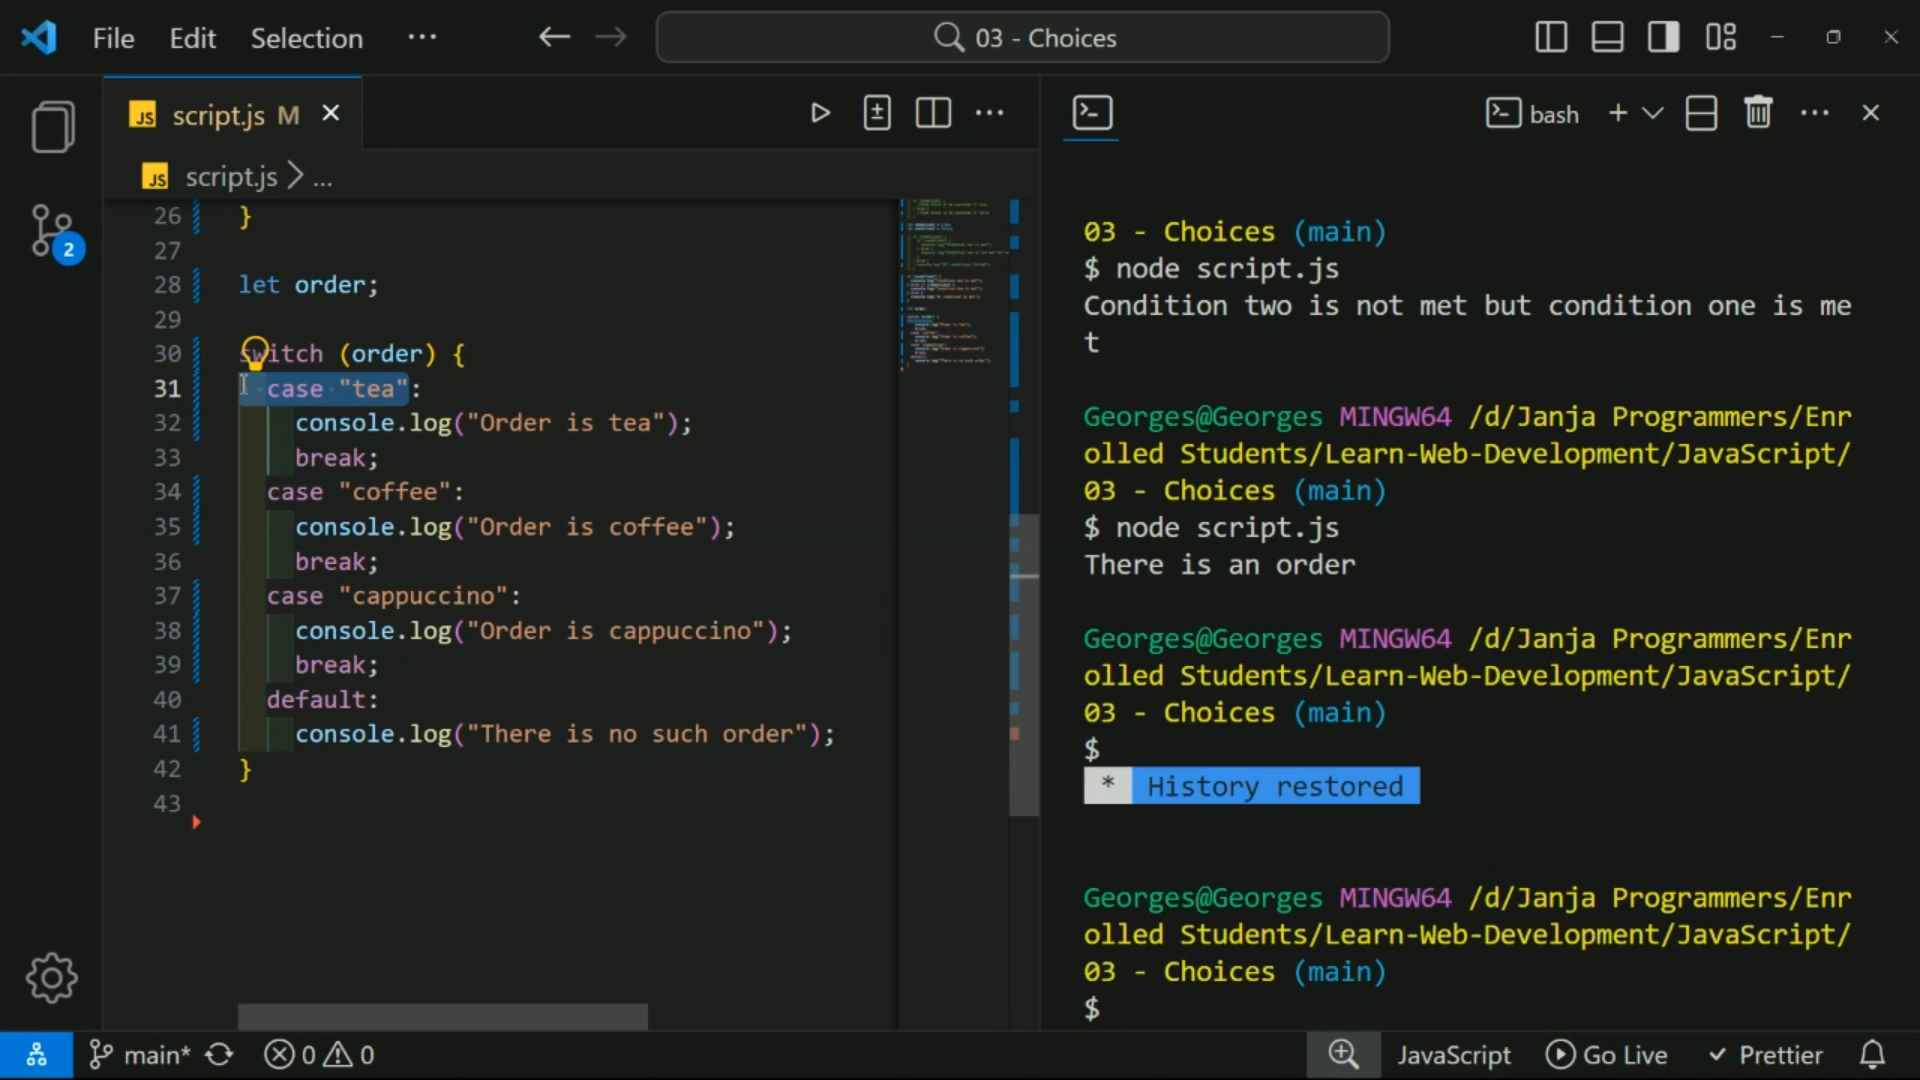 File Edit Selection ··· 03 - Choices
JS script.js M
bash
JS script.js > ...
26 }
27
28 let order;
29
30 switch (order) {
31 case "tea":
32 console.log("Order is tea");
33 break;
34 case "coffee":
35 console.log("Order is coffee");
36 break;
37 case "cappuccino":
38 console.log("Order is cappuccino");
39 break;
40 default:
41 console.log("There is no such order");
42 }
43
03 - Choices (main)
$ node script.js
Condition two is not met but condition one is me
t
Georges@Georges MINGW64 /d/Janja Programmers/Enr
olled Students/Learn-Web-Development/JavaScript/
03 - Choices (main)
$ node script.js
There is an order
Georges@Georges MINGW64 /d/Janja Programmers/Enr
olled Students/Learn-Web-Development/JavaScript/
03 - Choices (main)
$
* History restored
Georges@Georges MINGW64 /d/Janja Programmers/Enr
olled Students/Learn-Web-Development/JavaScript/
03 - Choices (main)
$
2
main* 0 0 JavaScript Go Live Prettier